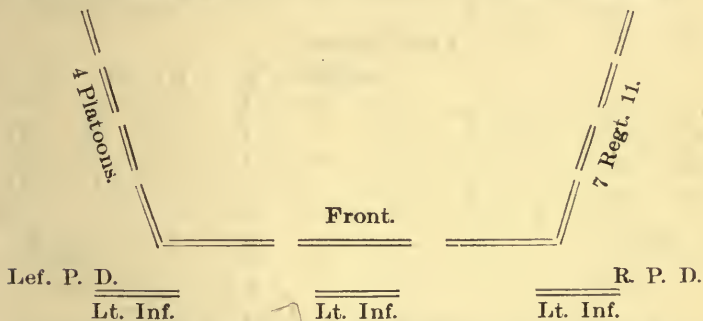 4 Platoons.
7 Regt. 11.
Front.
Lef. P. D.
R. P. D.
Lt. Inf.
Lt. Inf.
Lt. Inf.